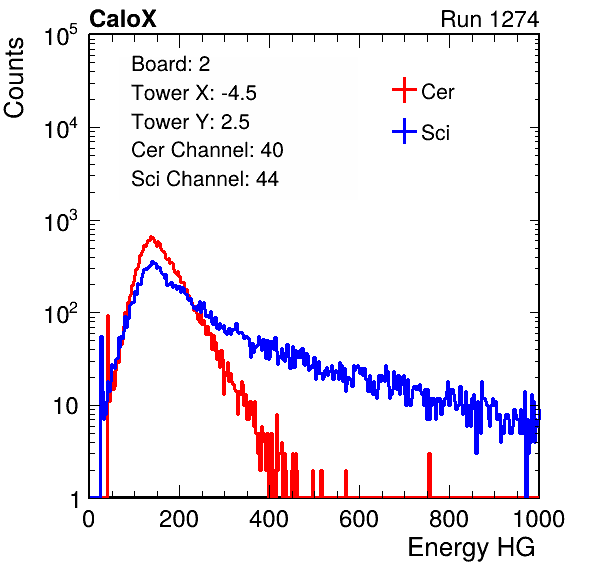 CaloX Run 1274
Counts
Board: 2
Tower X: -4.5
Tower Y: 2.5
Cer Channel: 40
Sci Channel: 44
Cer
Sci
10^5
10^4
10^3
10^2
10
1
0 200 400 600 800 1000
Energy HG